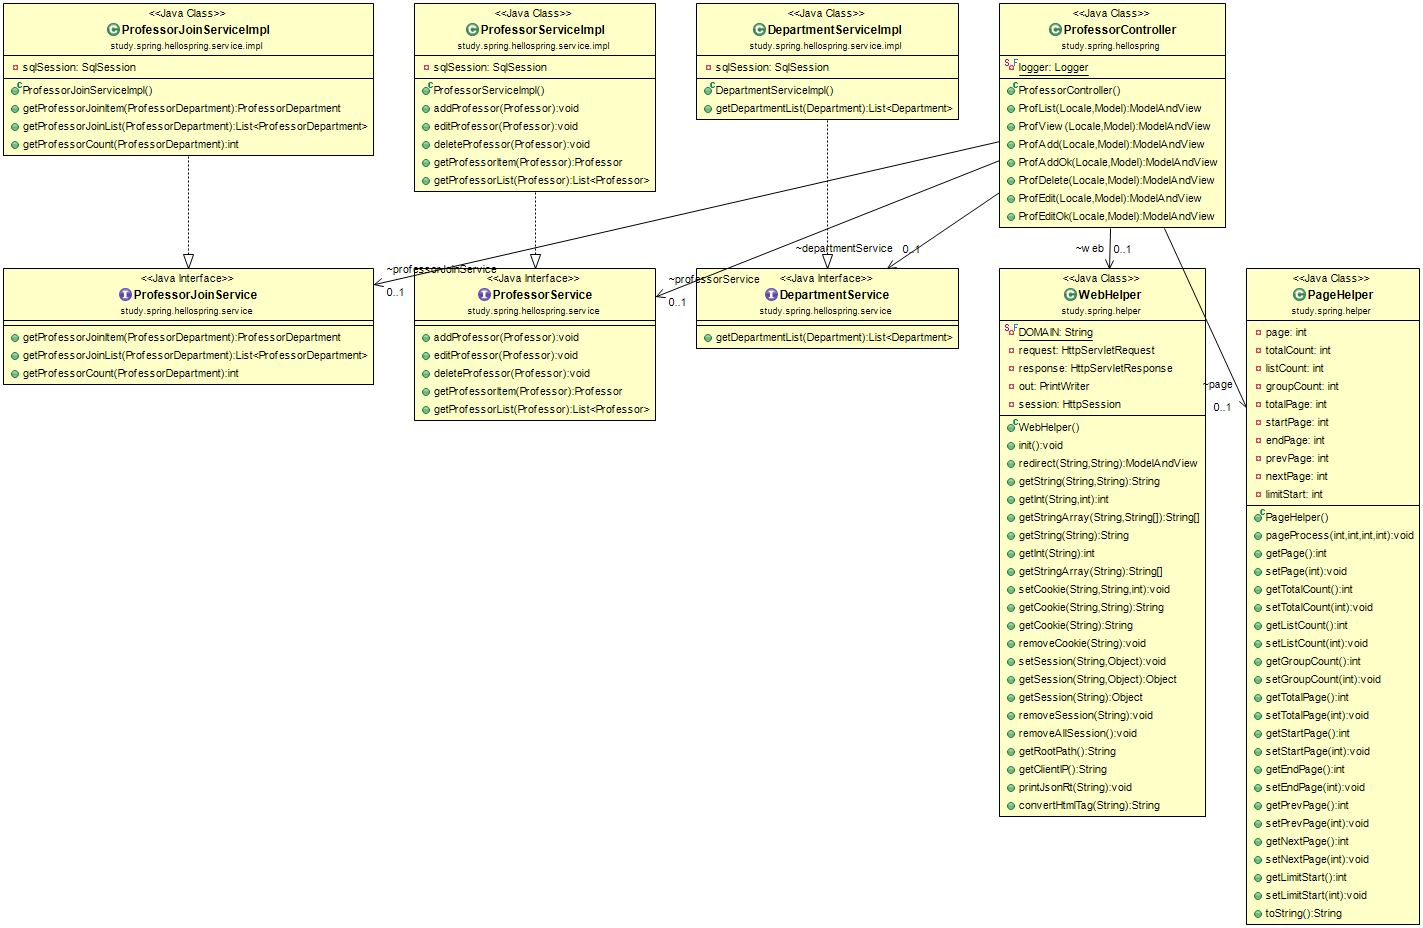 <<Java Class>>
ProfessorJoinServiceImpl
study.spring.hellospring.service.impl
sqlSession: SqlSession
ProfessorJoinServiceImpl()
getProfessorJoinItem(ProfessorDepartment):ProfessorDepartment
getProfessorJoinList(ProfessorDepartment):List<ProfessorDepartment>
getProfessorCount(ProfessorDepartment):int
<<Java Class>>
ProfessorServiceImpl
study.spring.hellospring.service.impl
sqlSession: SqlSession
ProfessorServiceImpl()
addProfessor(Professor):void
editProfessor(Professor):void
deleteProfessor(Professor):void
getProfessorItem(Professor):Professor
getProfessorList(Professor):List<Professor>
<<Java Class>>
DepartmentServiceImpl
study.spring.hellospring.service.impl
sqlSession: SqlSession
DepartmentServiceImpl()
getDepartmentList(Department):List<Department>
<<Java Class>>
ProfessorController
study.spring.hellospring
logger: Logger
ProfessorController()
ProfList(Locale,Model):ModelAndView
ProfView(Locale,Model):ModelAndView
ProfAdd(Locale,Model):ModelAndView
ProfAddOk(Locale,Model):ModelAndView
ProfDelete(Locale,Model):ModelAndView
ProfEdit(Locale,Model):ModelAndView
ProfEditOk(Locale,Model):ModelAndView
~professorJoinService
0..1
~professorService
0..1
~departmentService
0..1
~web
0..1
~page
0..1
<<Java Interface>>
ProfessorJoinService
study.spring.hellospring.service
getProfessorJoinItem(ProfessorDepartment):ProfessorDepartment
getProfessorJoinList(ProfessorDepartment):List<ProfessorDepartment>
getProfessorCount(ProfessorDepartment):int
<<Java Interface>>
ProfessorService
study.spring.hellospring.service
addProfessor(Professor):void
editProfessor(Professor):void
deleteProfessor(Professor):void
getProfessorItem(Professor):Professor
getProfessorList(Professor):List<Professor>
<<Java Interface>>
DepartmentService
study.spring.hellospring.service
getDepartmentList(Department):List<Department>
<<Java Class>>
WebHelper
study.spring.helper
DOMAIN: String
request: HttpServletRequest
response: HttpServletResponse
out: PrintWriter
session: HttpSession
WebHelper()
init():void
redirect(String,String):ModelAndView
getString(String,String):String
getInt(String,int):int
getStringArray(String,String[]):String[]
getString(String):String
getInt(String):int
getStringArray(String):String[]
setCookie(String,String,int):void
getCookie(String,String):String
getCookie(String):String
removeCookie(String):void
setSession(String,Object):void
getSession(String,Object):Object
getSession(String):Object
removeSession(String):void
removeAllSession():void
getRootPath():String
getClientIP():String
printJsonRt(String):void
convertHtmlTag(String):String
<<Java Class>>
PageHelper
study.spring.helper
page: int
totalCount: int
listCount: int
groupCount: int
totalPage: int
startPage: int
endPage: int
prevPage: int
nextPage: int
limitStart: int
PageHelper()
pageProcess(int,int,int,int):void
getPage():int
setPage(int):void
getTotalCount():int
setTotalCount(int):void
getListCount():int
setListCount(int):void
getGroupCount():int
setGroupCount(int):void
getTotalPage():int
setTotalPage(int):void
getStartPage():int
setStartPage(int):void
getEndPage():int
setEndPage(int):void
getPrevPage():int
setPrevPage(int):void
getNextPage():int
setNextPage(int):void
getLimitStart():int
setLimitStart(int):void
toString():String